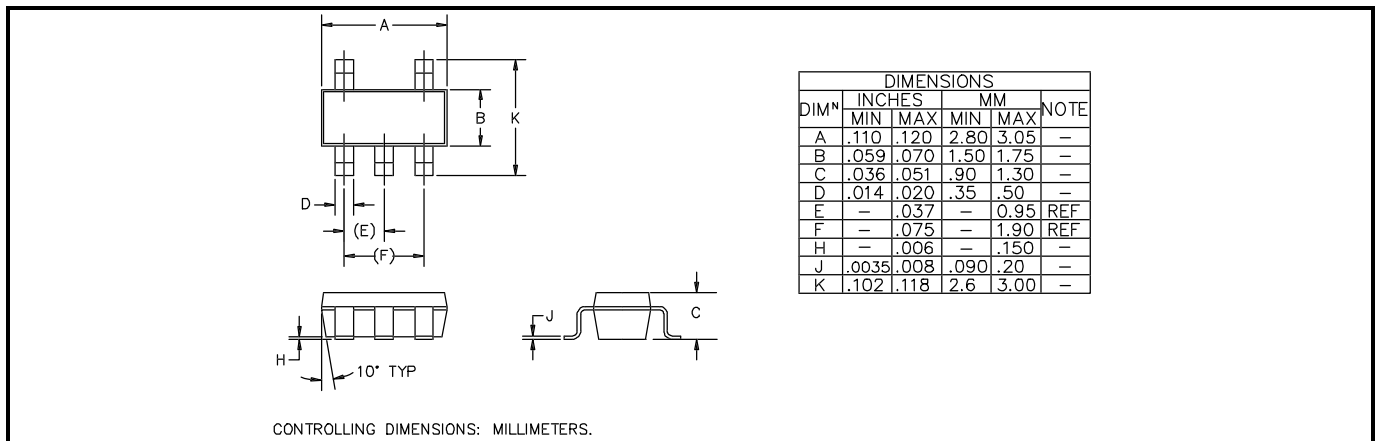 A
B
K
D
(E)
(F)
J
C
H
10° TYP
CONTROLLING DIMENSIONS: MILLIMETERS.
DIMENSIONS
DIMᴺ INCHES MM NOTE
MIN MAX MIN MAX
A .110 .120 2.80 3.05 –
B .059 .070 1.50 1.75 –
C .036 .051 .90 1.30 –
D .014 .020 .35 .50 –
E – .037 – 0.95 REF
F – .075 – 1.90 REF
H – .006 – .150 –
J .0035 .008 .090 .20 –
K .102 .118 2.6 3.00 –